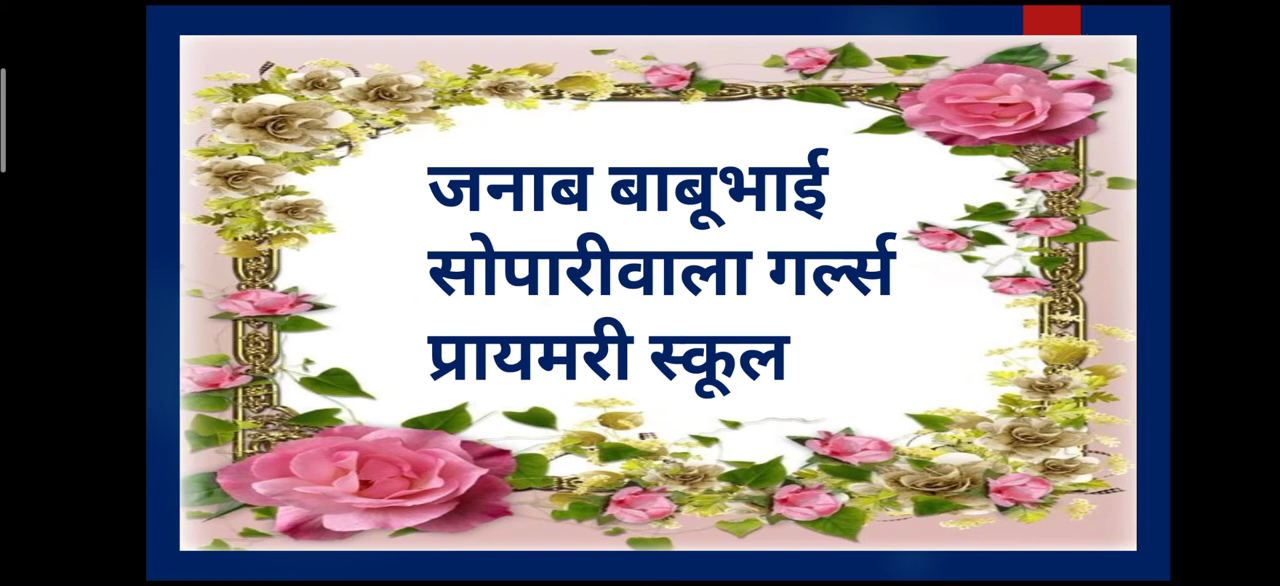 जनाब बाबूभाई
सोपारीवाला गर्ल्स
प्रायमरी स्कूल